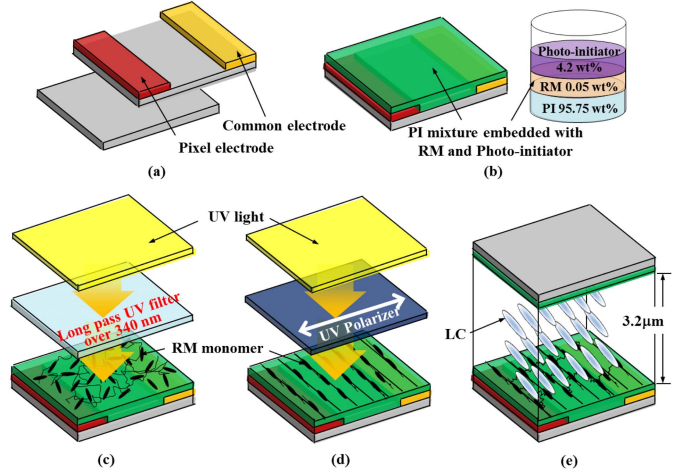 Common electrode
Pixel electrode
(a)
Photo-initiator
4.2 wt%
RM 0.05 wt%
PI 95.75 wt%
PI mixture embedded with
RM and Photo-initiator
(b)
UV light
Long pass UV filter
over 340 nm
UV Polarizer
RM monomer
LC
3.2μm
(c)
(d)
(e)